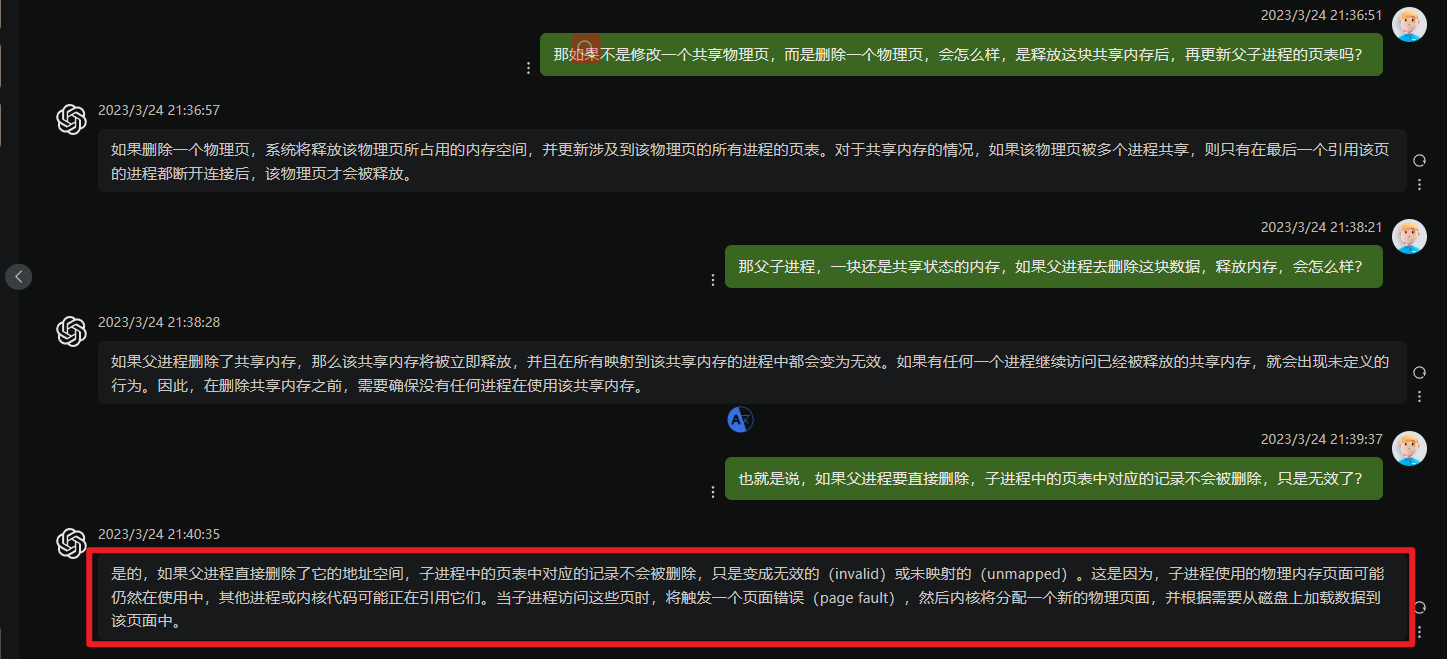 2023/3/24 21:36:51
那如果不是修改一个共享物理页，而是删除一个物理页，会怎么样，是释放这块共享内存后，再更新父子进程的页表吗？
2023/3/24 21:36:57
如果删除一个物理页，系统将释放该物理页所占用的内存空间，并更新涉及到该物理页的所有进程的页表。对于共享内存的情况，如果该物理页被多个进程共享，则只有在最后一个引用该页
的进程都断开连接后，该物理页才会被释放。
2023/3/24 21:38:21
那父子进程，一块还是共享状态的内存，如果父进程去删除这块数据，释放内存，会怎么样？
2023/3/24 21:38:28
如果父进程删除了共享内存，那么该共享内存将被立即释放，并且在所有映射到该共享内存的进程中都会变为无效。如果有任何一个进程继续访问已经被释放的共享内存，就会出现未定义的
行为。因此，在删除共享内存之前，需要确保没有任何进程在使用该共享内存。
2023/3/24 21:39:37
也就是说，如果父进程要直接删除，子进程中的页表中对应的记录不会被删除，只是无效了？
2023/3/24 21:40:35
是的，如果父进程直接删除了它的地址空间，子进程中的页表中对应的记录不会被删除，只是变成无效的（invalid）或未映射的（unmapped）。这是因为，子进程使用的物理内存页面可能
仍然在使用中，其他进程或内核代码可能正在引用它们。当子进程访问这些页时，将触发一个页面错误（page fault），然后内核将分配一个新的物理页面，并根据需要从磁盘上加载数据到
该页面中。